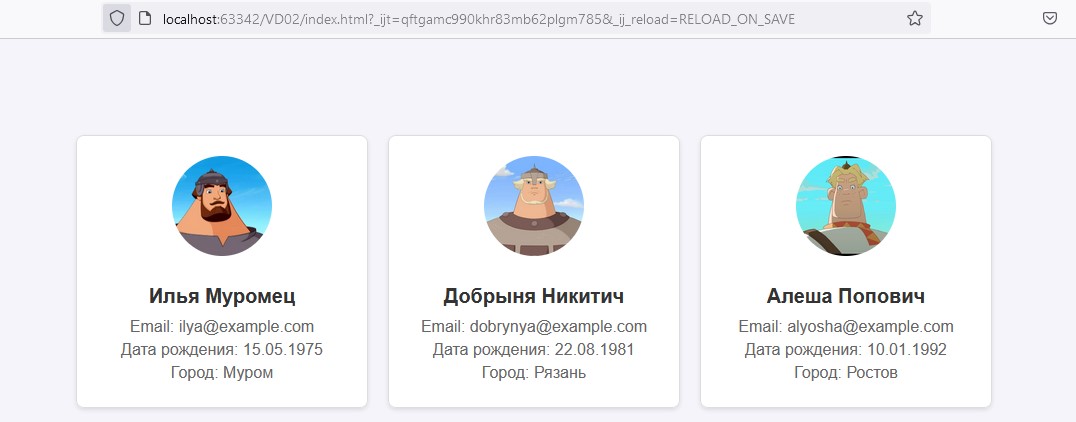 localhost:63342/VD02/index.html?_ijt=qftgamc990khr83mb62plgm785&_ij_reload=RELOAD_ON_SAVE
Илья Муромец
Email: ilya@example.com
Дата рождения: 15.05.1975
Город: Муром
Добрыня Никитич
Email: dobrynya@example.com
Дата рождения: 22.08.1981
Город: Рязань
Алеша Попович
Email: alyosha@example.com
Дата рождения: 10.01.1992
Город: Ростов